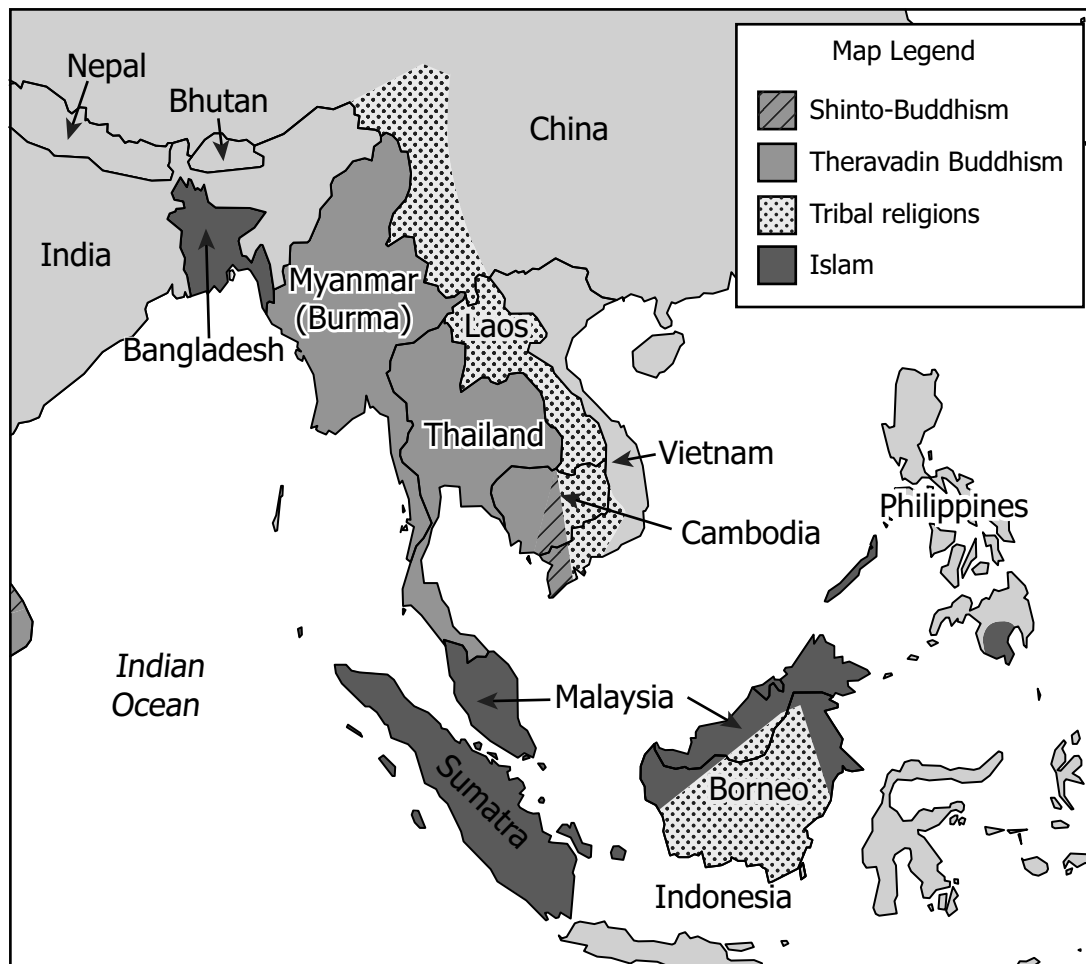 Map Legend
Shinto-Buddhism
Theravadin Buddhism
Tribal religions
Islam
Nepal
Bhutan
China
India
Myanmar
(Burma)
Laos
Bangladesh
Thailand
Vietnam
Philippines
Cambodia
Indian
Ocean
Malaysia
Sumatra
Borneo
Indonesia